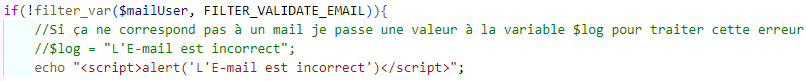 if(!filter_var($mailUser, FILTER_VALIDATE_EMAIL)){
//Si ça ne correspond pas à un mail je passe une valeur à la variable $log pour traiter cette erreur
//$log = "L'E-mail est incorrect";
echo "<script>alert('L'E-mail est incorrect')</script>";